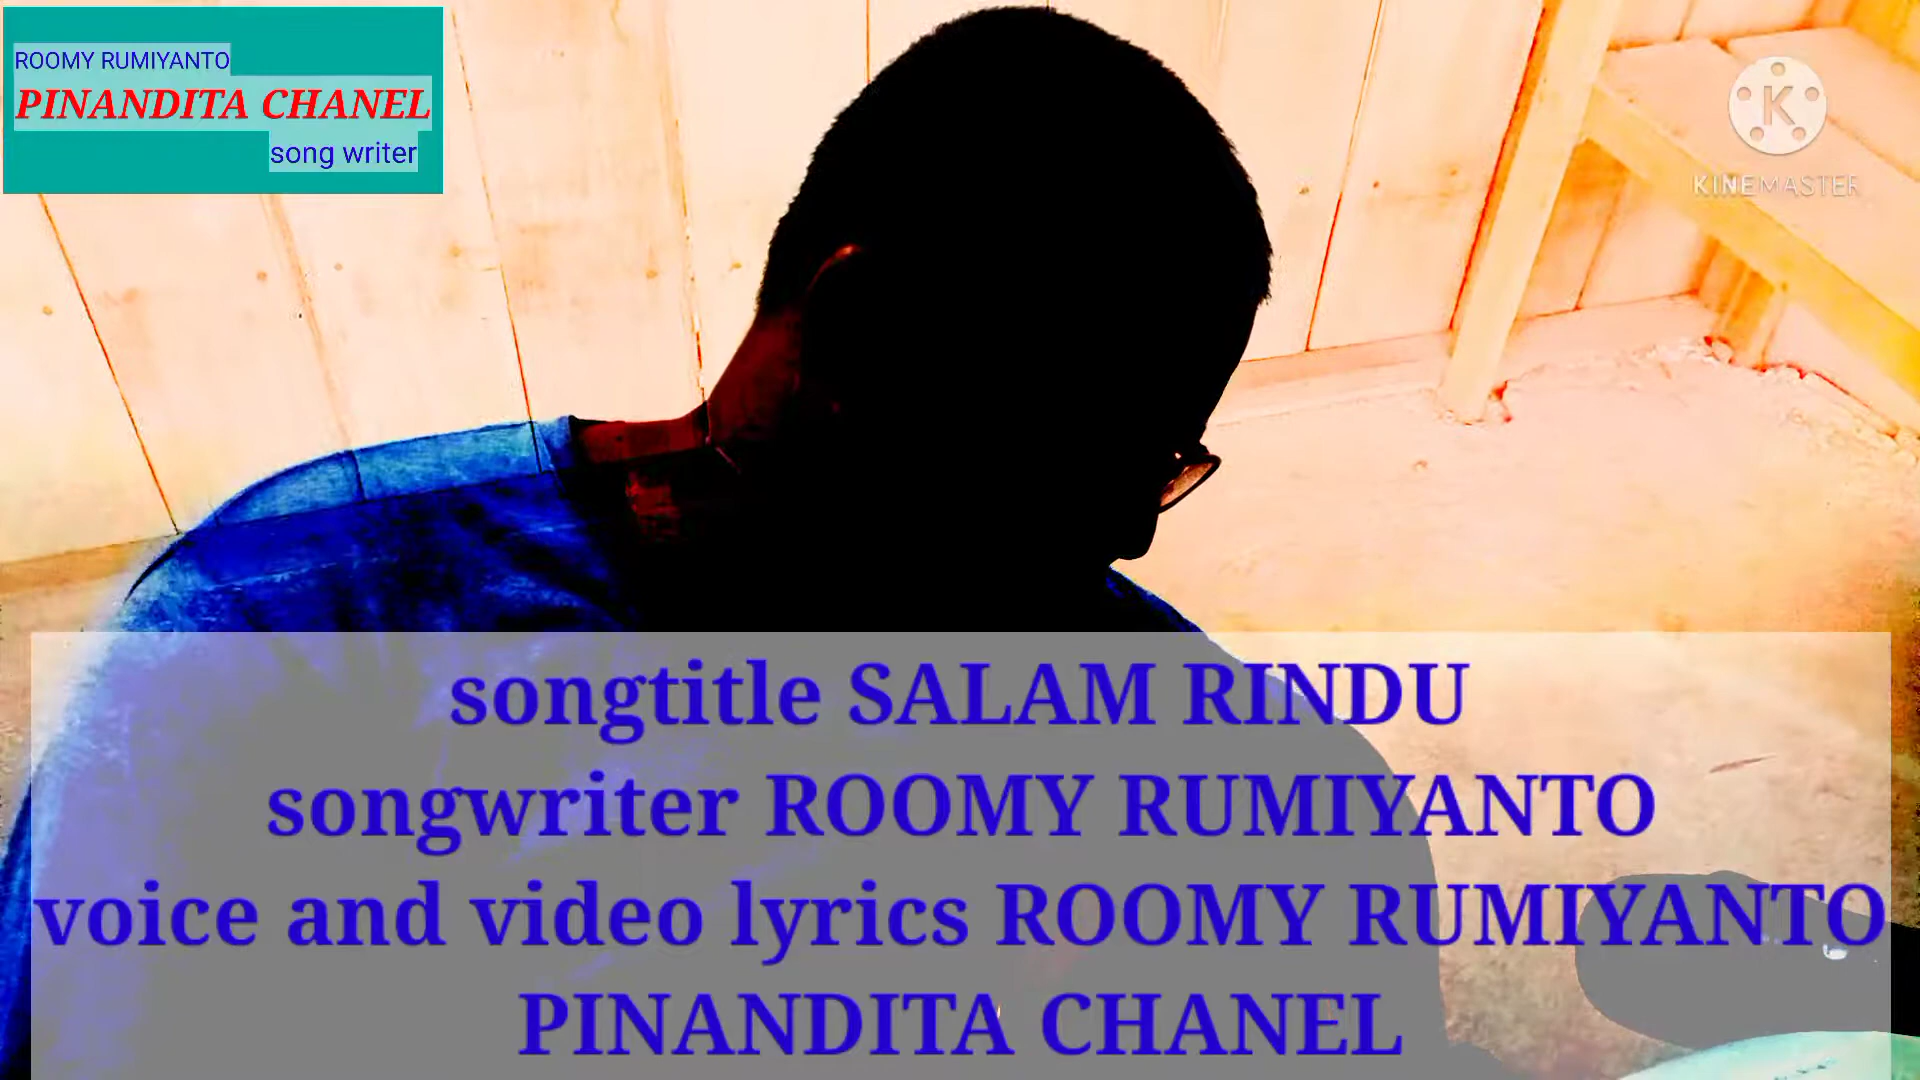 ROOMY RUMIYANTO
PINANDITA CHANEL
song writer
KINEMASTER
songtitle SALAM RINDU
songwriter ROOMY RUMIYANTO
voice and video lyrics ROOMY RUMIYANTO
PINANDITA CHANEL